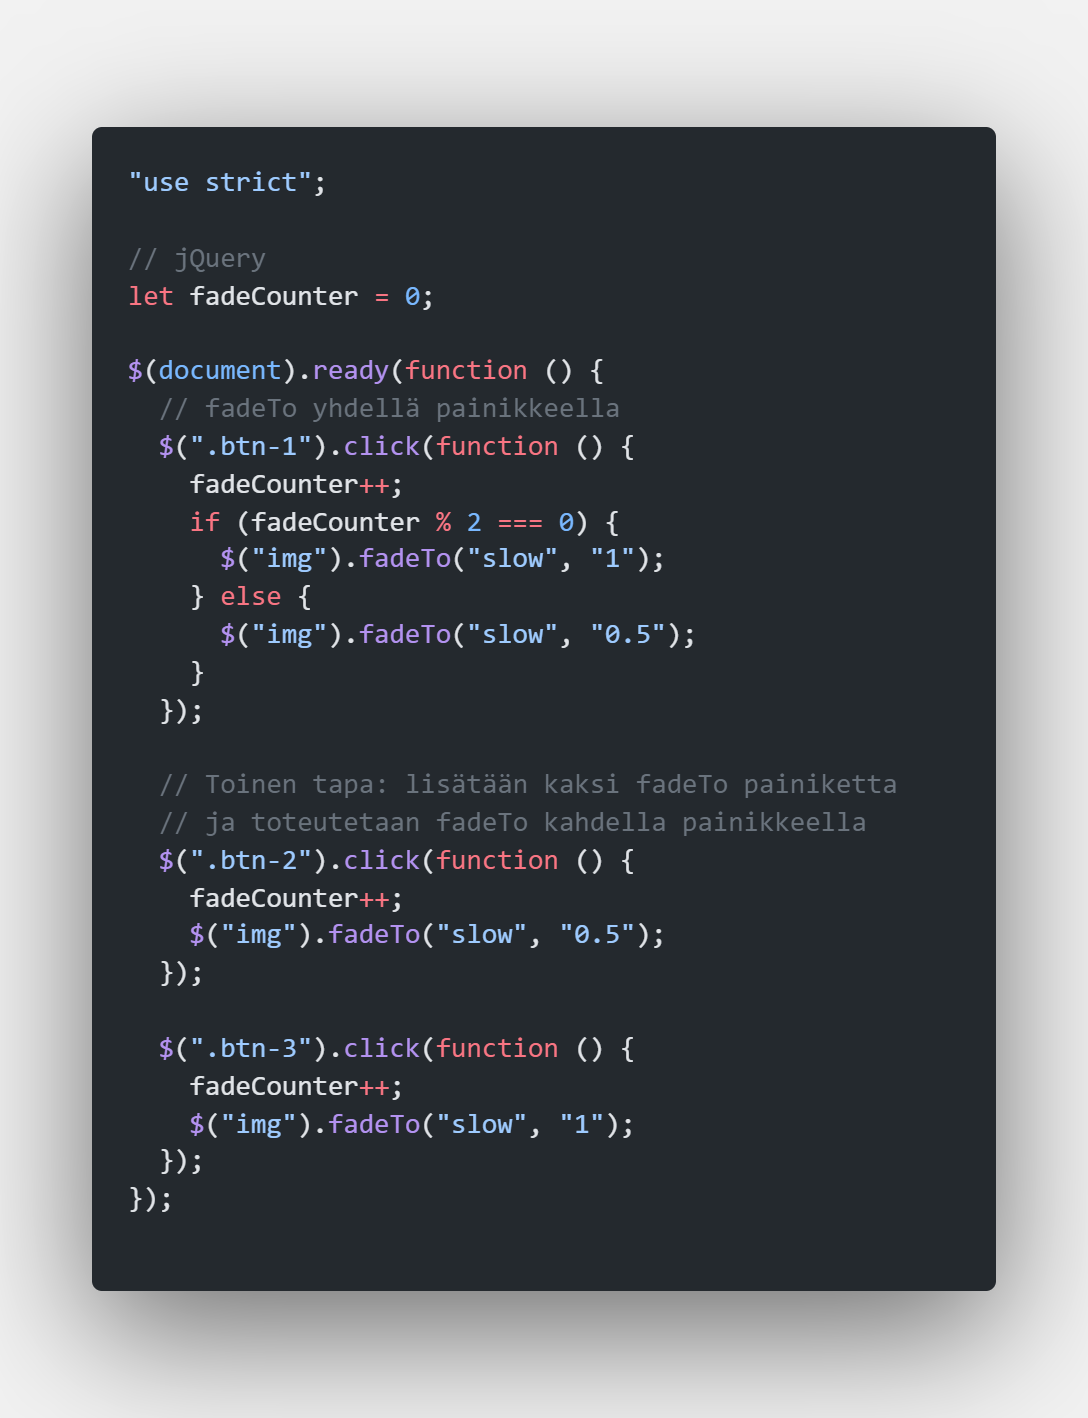 "use strict";
// jQuery
let fadeCounter = 0;
$(document).ready(function () {
// fadeTo yhdellä painikkeella
$(".btn-1").click(function () {
fadeCounter++;
if (fadeCounter % 2 === 0) {
$("img").fadeTo("slow", "1");
} else {
$("img").fadeTo("slow", "0.5");
}
});
// Toinen tapa: lisätään kaksi fadeTo painiketta
// ja toteutetaan fadeTo kahdella painikkeella
$(".btn-2").click(function () {
fadeCounter++;
$("img").fadeTo("slow", "0.5");
});
$(".btn-3").click(function () {
fadeCounter++;
$("img").fadeTo("slow", "1");
});
});